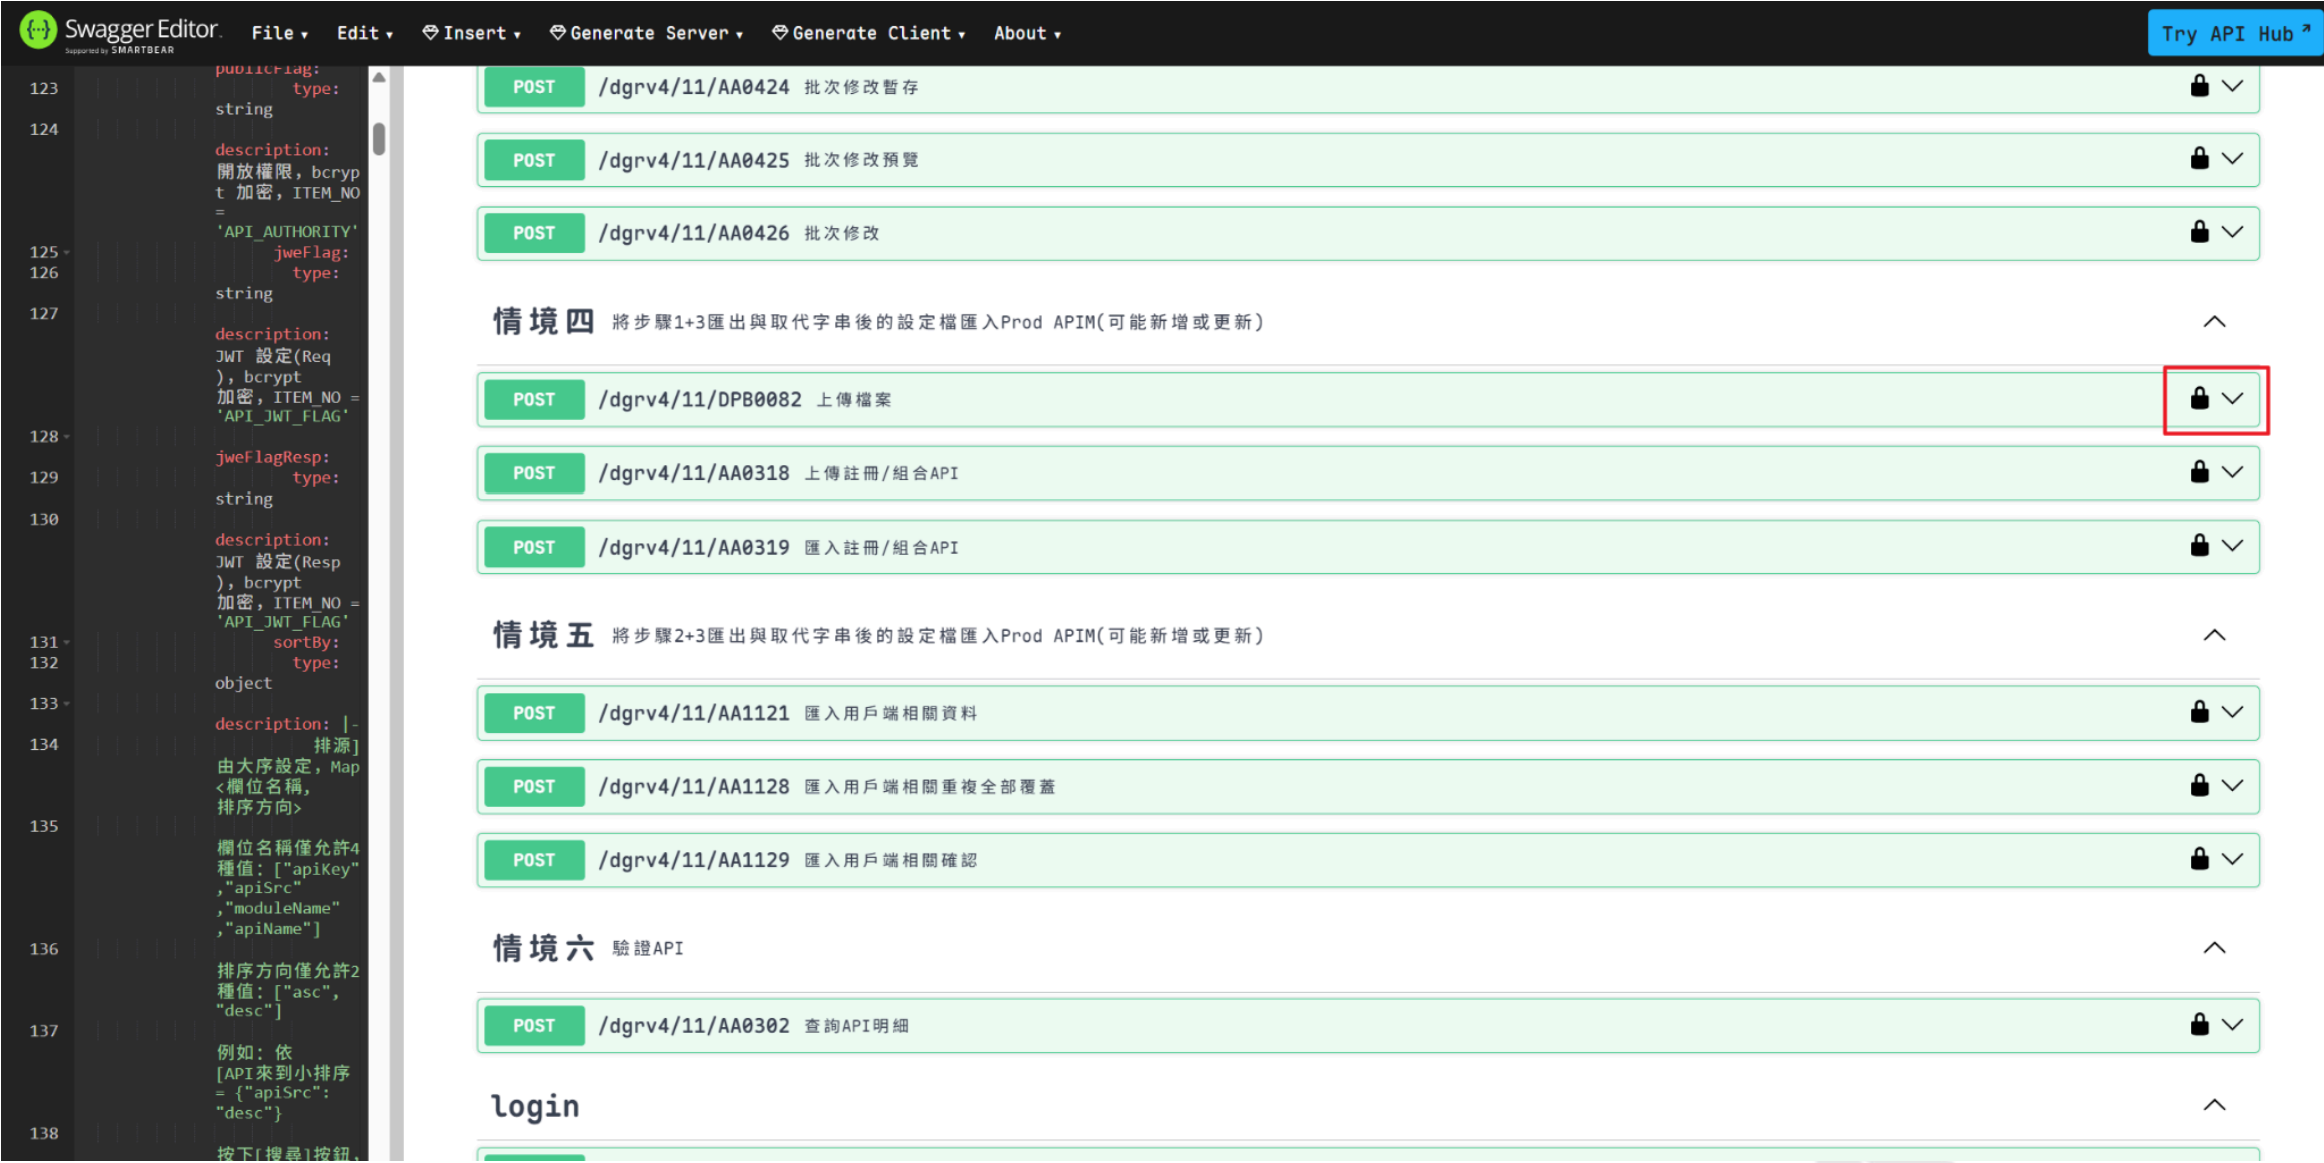 Swagger Editor.
Supported by SMARTBEAR
File ▾
Edit ▾
Insert ▾
Generate Server ▾
Generate Client ▾
About ▾
Try API Hub
publicFlag:
123 type:
string
124
description:
開放權限, bcryp
t 加密, ITEM_NO
=
'API_AUTHORITY'
125 jweFlag:
126 type:
string
127
description:
JWT 設定(Req
), bcrypt
加密, ITEM_NO =
'API_JWT_FLAG'
128
jweFlagResp:
129 type:
string
130
description:
JWT 設定(Resp
), bcrypt
加密, ITEM_NO =
'API_JWT_FLAG'
131 sortBy:
132 type:
object
133
description: |-
134 排源]
由大序設定, Map
<欄位名稱,
排序方向>
135
欄位名稱僅允許4
種值: ["apiKey"
,"apiSrc"
,"moduleName"
,"apiName"]
136
排序方向僅允許2
種值: ["asc",
"desc"]
137
例如: 依
[API來到小排序
= {"apiSrc":
"desc"}
138
按下[搜尋]按鈕,
POST /dgrv4/11/AA0424 批次修改暫存
POST /dgrv4/11/AA0425 批次修改預覽
POST /dgrv4/11/AA0426 批次修改
情境四 將步驟1+3匯出與取代字串後的設定檔匯入Prod APIM(可能新增或更新)
POST /dgrv4/11/DPB0082 上傳檔案
POST /dgrv4/11/AA0318 上傳註冊/組合API
POST /dgrv4/11/AA0319 匯入註冊/組合API
情境五 將步驟2+3匯出與取代字串後的設定檔匯入Prod APIM(可能新增或更新)
POST /dgrv4/11/AA1121 匯入用戶端相關資料
POST /dgrv4/11/AA1128 匯入用戶端相關重複全部覆蓋
POST /dgrv4/11/AA1129 匯入用戶端相關確認
情境六 驗證API
POST /dgrv4/11/AA0302 查詢API明細
login